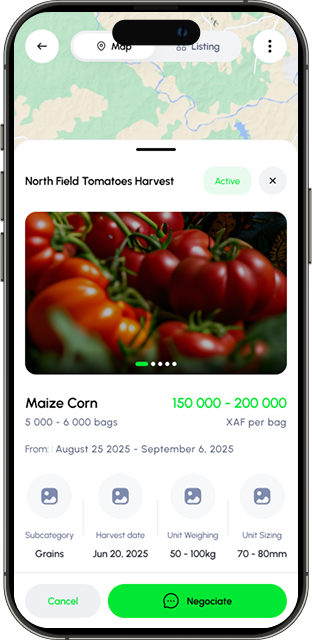 Map
Listing
North Field Tomatoes Harvest
Active
Maize Corn
150 000 - 200 000
5 000 - 6 000 bags
XAF per bag
From: August 25 2025 - September 6, 2025
Subcategory
Harvest date
Unit Weighing
Unit Sizing
Grains
Jun 20, 2025
50 - 100kg
70 - 80mm
Cancel
Negociate